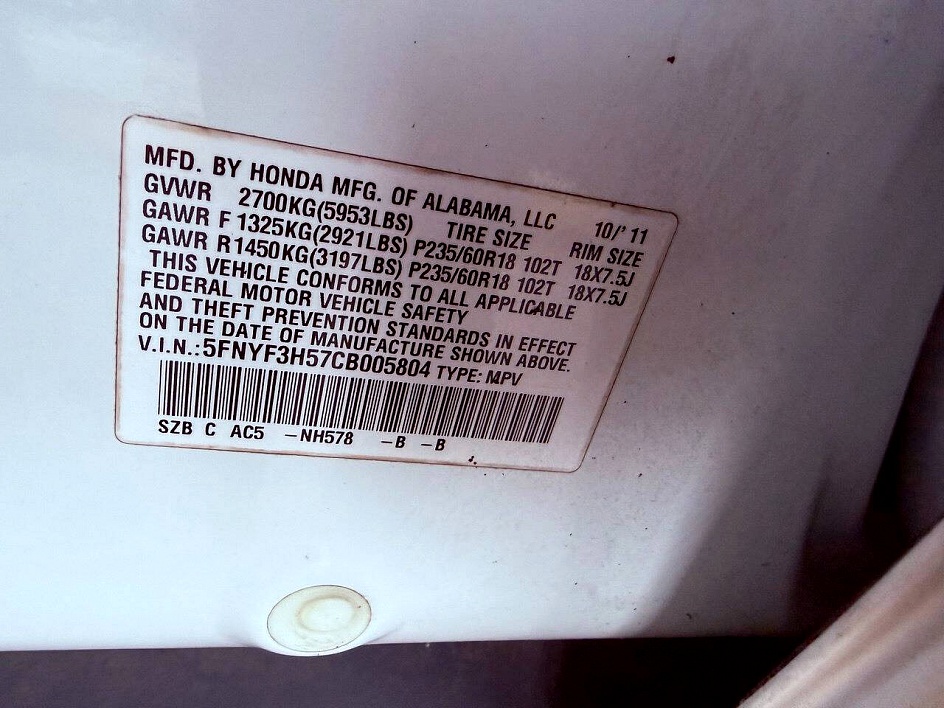 MFD. BY HONDA MFG. OF ALABAMA, LLC 10/'11
GVWR 2700KG(5953LBS) TIRE SIZE RIM SIZE
GAWR F 1325KG(2921LBS) P235/60R18 102T 18X7.5J
GAWR R1450KG(3197LBS) P235/60R18 102T 18X7.5J
THIS VEHICLE CONFORMS TO ALL APPLICABLE
FEDERAL MOTOR VEHICLE SAFETY
AND THEFT PREVENTION STANDARDS IN EFFECT
ON THE DATE OF MANUFACTURE SHOWN ABOVE.
V.I.N.:5FNYF3H57CB005804 TYPE: MPV
SZB C AC5 –NH578 –B –B